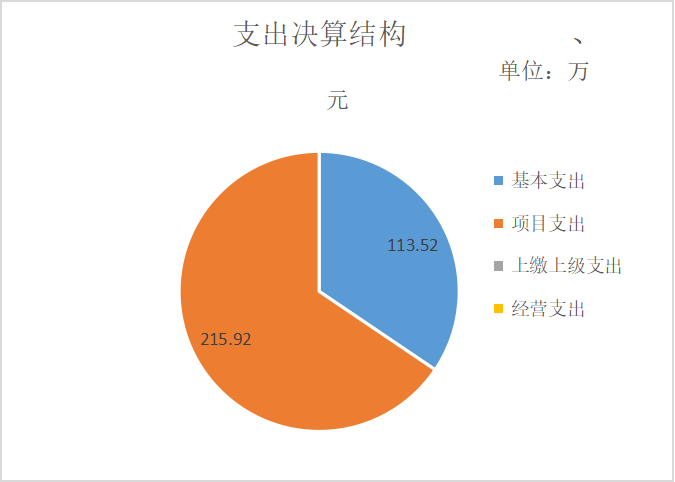 支出决算结构 、
单位：万
元
基本支出
113.52
项目支出
上缴上级支出
经营支出
215.92